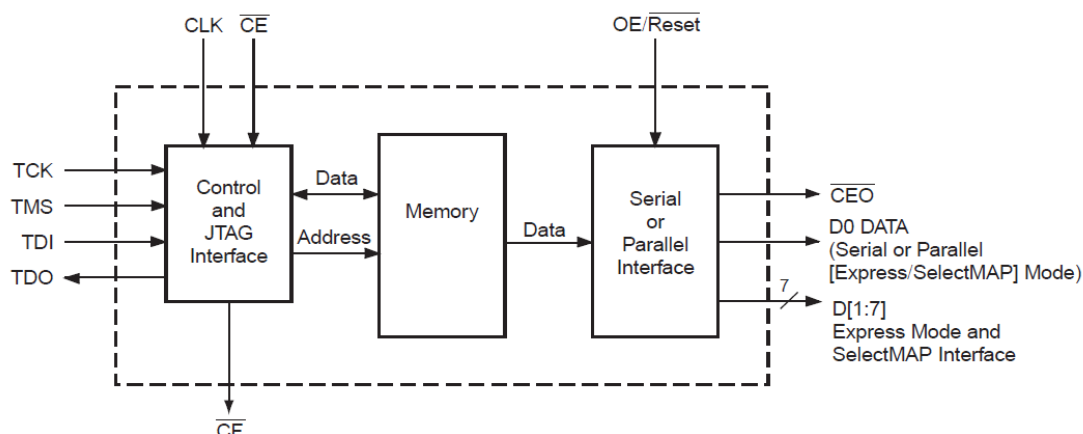 CLK CE OE/Reset
TCK
TMS
TDI
TDO
Control
and
JTAG
Interface
Data
Address
Memory
Data
Serial
or
Parallel
Interface
CEO
D0 DATA
(Serial or Parallel
[Express/SelectMAP] Mode)
7
D[1:7]
Express Mode and
SelectMAP Interface
CF